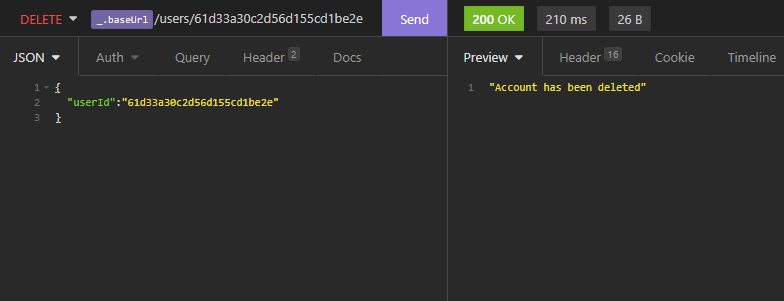 DELETE _.baseUrl /users/61d33a30c2d56d155cd1be2e Send 200 OK 210 ms 26 B
JSON Auth Query Header 2 Docs Preview Header 16 Cookie Timeline
1 {
2 "userId":"61d33a30c2d56d155cd1be2e"
3 }
1 "Account has been deleted"